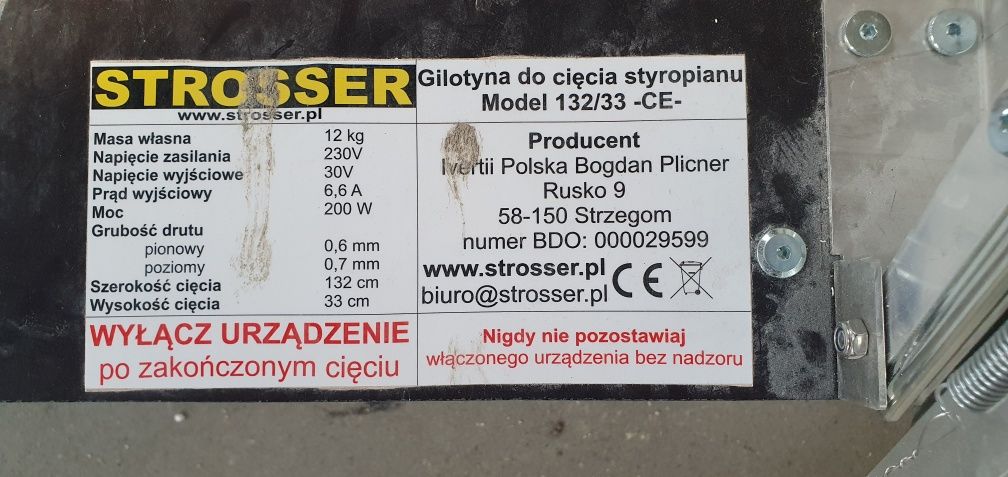 STROSSER
www.strosser.pl
Masa własna 12 kg
Napięcie zasilania 230V
Napięcie wyjściowe 30V
Prąd wyjściowy 6,6 A
Moc 200 W
Grubość drutu
pionowy 0,6 mm
poziomy 0,7 mm
Szerokość cięcia 132 cm
Wysokość cięcia 33 cm
WYŁĄCZ URZĄDZENIE
po zakończonym cięciu
Gilotyna do cięcia styropianu
Model 132/33 -CE-
Producent
Ivertii Polska Bogdan Plicner
Rusko 9
58-150 Strzegom
numer BDO: 000029599
www.strosser.pl
biuro@strosser.pl CE
Nigdy nie pozostawiaj
włączonego urządzenia bez nadzoru